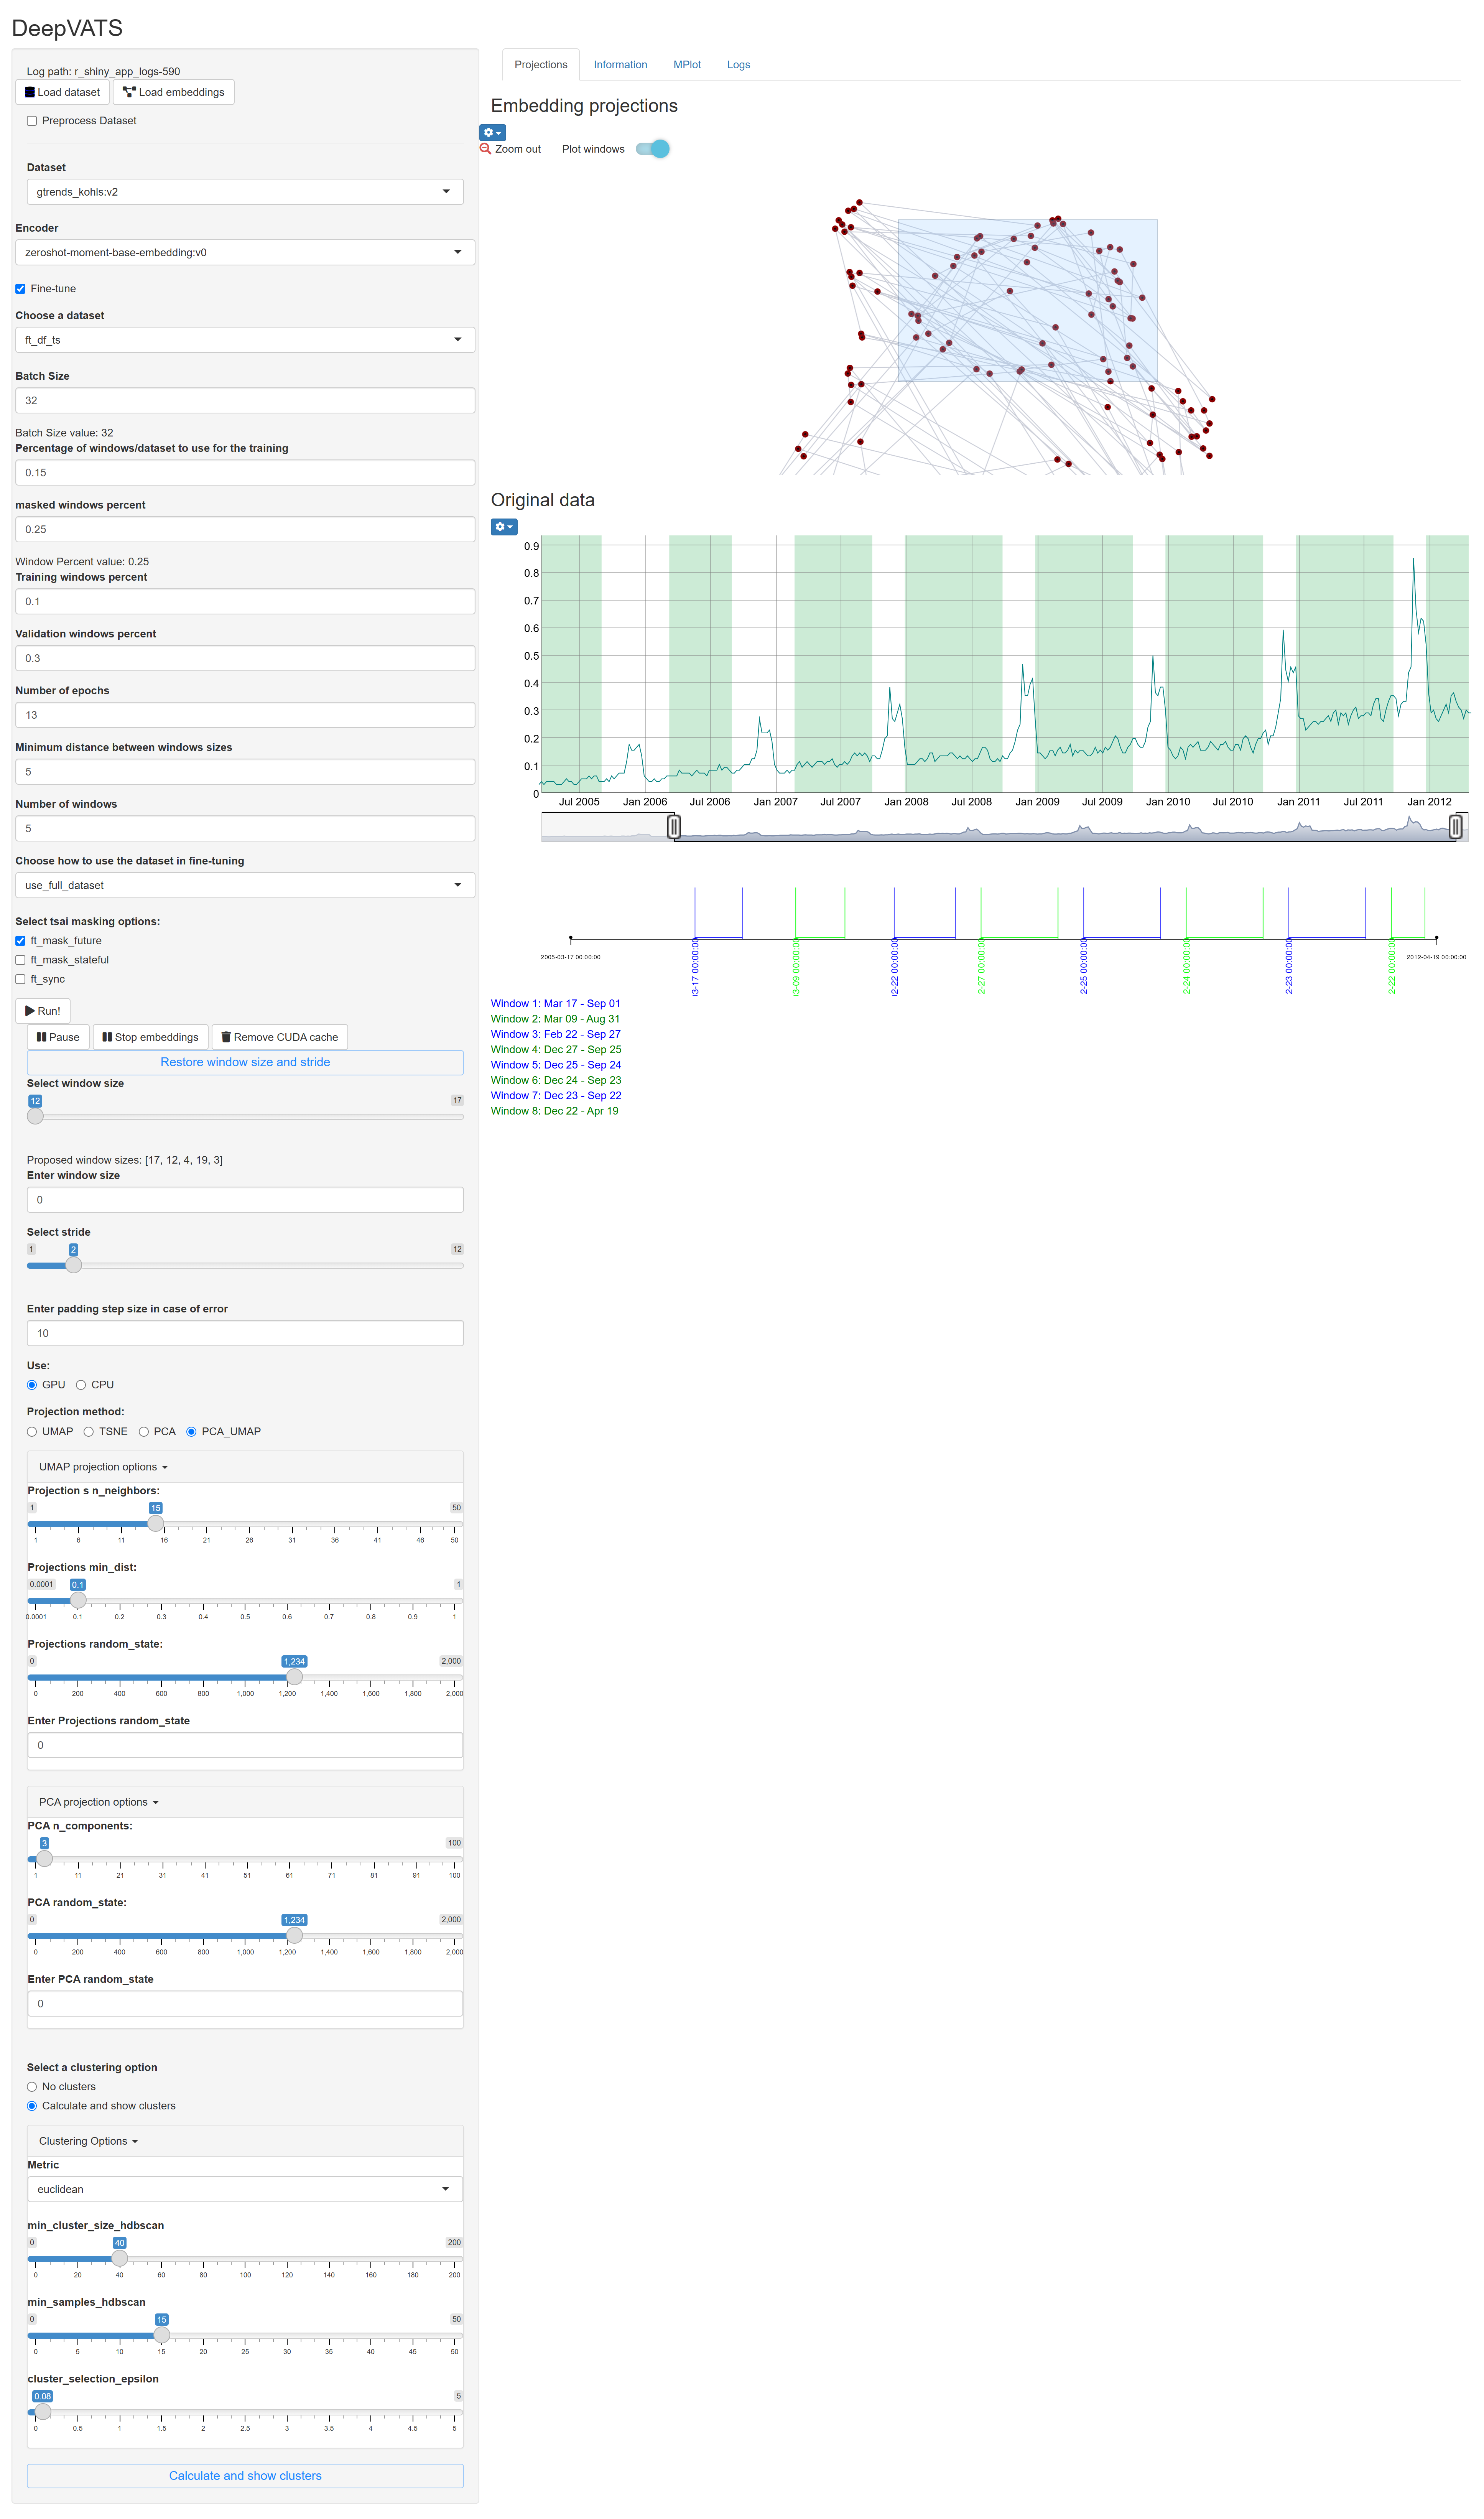 DeepVATS
Log path: r_shiny_app_logs-590
Load dataset
Load embeddings
Preprocess Dataset
Dataset
gtrends_kohls:v2
Encoder
zeroshot-moment-base-embedding:v0
Fine-tune
Choose a dataset
ft_df_ts
Batch Size
32
Batch Size value: 32
Percentage of windows/dataset to use for the training
0.15
masked windows percent
0.25
Window Percent value: 0.25
Training windows percent
0.1
Validation windows percent
0.3
Number of epochs
13
Minimum distance between windows sizes
5
Number of windows
5
Choose how to use the dataset in fine-tuning
use_full_dataset
Select tsai masking options:
ft_mask_future
ft_mask_stateful
ft_sync
Run!
Pause
Stop embeddings
Remove CUDA cache
Restore window size and stride
Select window size
12 17
Proposed window sizes: [17, 12, 4, 19, 3]
Enter window size
0
Select stride
1 2 12
Enter padding step size in case of error
10
Use:
GPU CPU
Projection method:
UMAP TSNE PCA PCA_UMAP
UMAP projection options
Projection s n_neighbors:
1 15 50
1 6 11 16 21 26 31 36 41 46 50
Projections min_dist:
0.0001 0.1 1
0.0001 0.1 0.2 0.3 0.4 0.5 0.6 0.7 0.8 0.9 1
Projections random_state:
0 1,234 2,000
0 200 400 600 800 1,000 1,200 1,400 1,600 1,800 2,000
Enter Projections random_state
0
PCA projection options
PCA n_components:
3 100
1 11 21 31 41 51 61 71 81 91 100
PCA random_state:
0 1,234 2,000
0 200 400 600 800 1,000 1,200 1,400 1,600 1,800 2,000
Enter PCA random_state
0
Select a clustering option
No clusters
Calculate and show clusters
Clustering Options
Metric
euclidean
min_cluster_size_hdbscan
0 40 200
0 20 40 60 80 100 120 140 160 180 200
min_samples_hdbscan
0 15 50
0 5 10 15 20 25 30 35 40 45 50
cluster_selection_epsilon
0.08 5
0 0.5 1 1.5 2 2.5 3 3.5 4 4.5 5
Calculate and show clusters
Projections Information MPlot Logs
Embedding projections
Zoom out
Plot windows
Original data
0.9
0.8
0.7
0.6
0.5
0.4
0.3
0.2
0.1
0
Jul 2005 Jan 2006 Jul 2006 Jan 2007 Jul 2007 Jan 2008 Jul 2008 Jan 2009 Jul 2009 Jan 2010 Jul 2010 Jan 2011 Jul 2011 Jan 2012
2005-03-17 00:00:00
3-17 00:00:00
3-09 00:00:00
2-22 00:00:00
2-27 00:00:00
2-25 00:00:00
2-24 00:00:00
2-23 00:00:00
2-22 00:00:00
2012-04-19 00:00:00
Window 1: Mar 17 - Sep 01
Window 2: Mar 09 - Aug 31
Window 3: Feb 22 - Sep 27
Window 4: Dec 27 - Sep 25
Window 5: Dec 25 - Sep 24
Window 6: Dec 24 - Sep 23
Window 7: Dec 23 - Sep 22
Window 8: Dec 22 - Apr 19